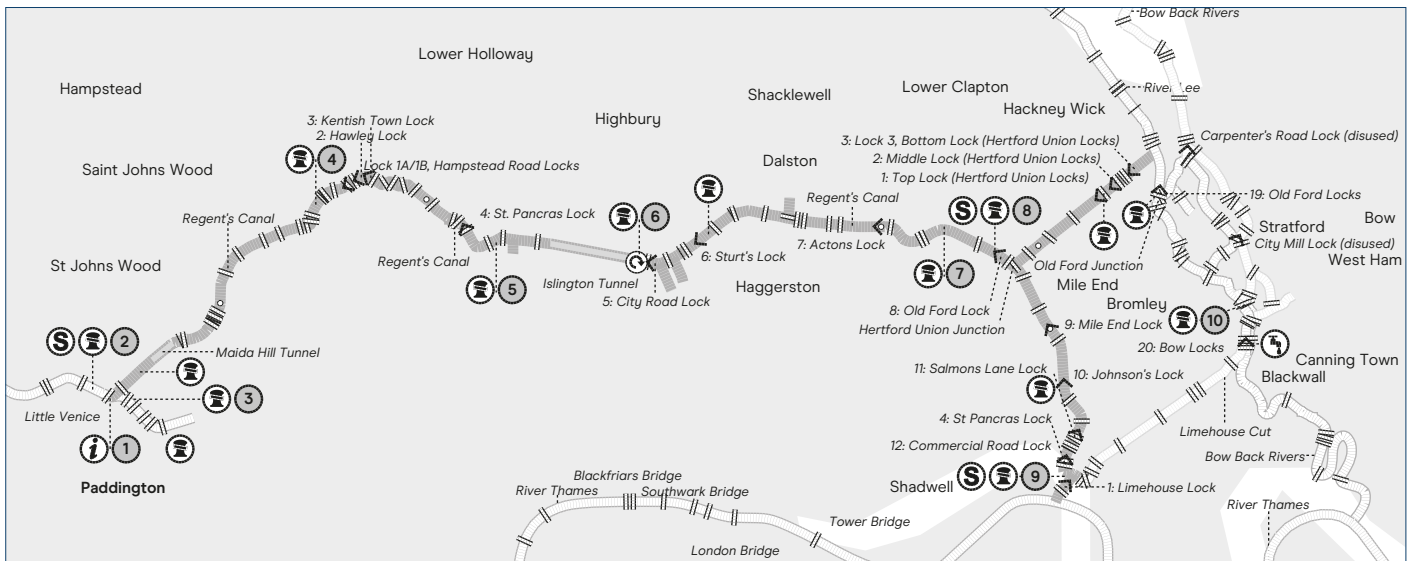 Bow Back Rivers
Lower Holloway
Hampstead
Lower Clapton
River Lee
Shacklewell
Hackney Wick
3: Kentish Town Lock
Highbury
2: Hawley Lock
Carpenter's Road Lock (disused)
3: Lock 3, Bottom Lock (Hertford Union Locks)
4
Lock 1A/1B, Hampstead Road Locks
Dalston
2: Middle Lock (Hertford Union Locks)
Saint Johns Wood
1: Top Lock (Hertford Union Locks)
19: Old Ford Locks
Regent's Canal
Regent's Canal
4: St. Pancras Lock
6
S
8
Stratford
Bow
7: Actons Lock
City Mill Lock (disused)
6: Sturt's Lock
West Ham
Regent's Canal
St Johns Wood
Old Ford Junction
Islington Tunnel
7
Mile End
5
Haggerston
5: City Road Lock
Bromley
8: Old Ford Lock
10
9: Mile End Lock
Hertford Union Junction
S
2
20: Bow Locks
Maida Hill Tunnel
Canning Town
11: Salmons Lane Lock
10: Johnson's Lock
Blackwall
3
Little Venice
4: St Pancras Lock
Limehouse Cut
i
1
12: Commercial Road Lock
Bow Back Rivers
Blackfriars Bridge
S
9
Paddington
Shadwell
1: Limehouse Lock
River Thames
Southwark Bridge
River Thames
Tower Bridge
London Bridge